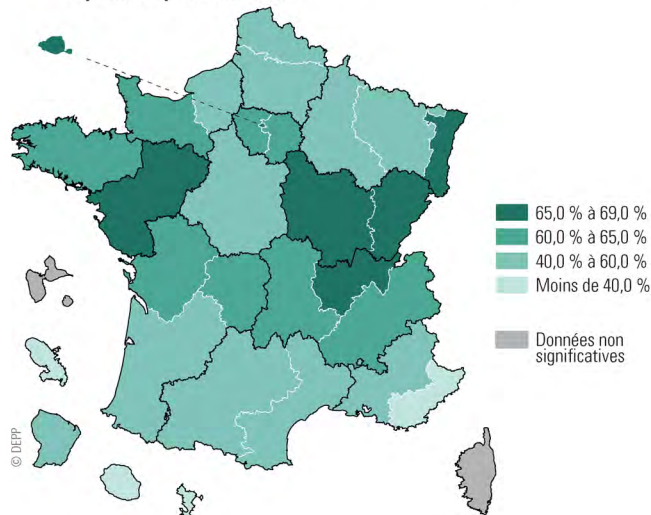 65,0 % à 69,0 %
60,0 % à 65,0 %
40,0 % à 60,0 %
Moins de 40,0 %
Données non
significatives
© DEPP